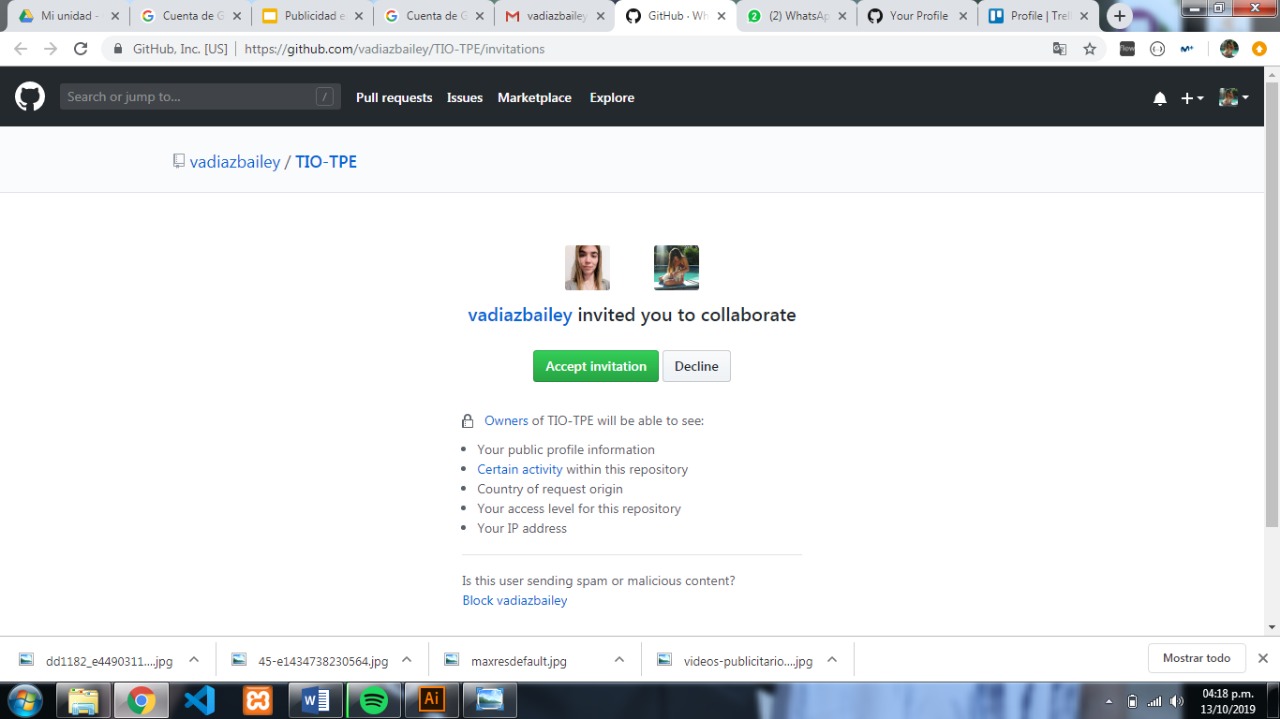 Mi unidad -
Cuenta de G
Publicidad e
Cuenta de G
vadiazbailey
GitHub - Wh
(2) WhatsAp
Your Profile
Profile | Trell
GitHub, Inc. [US] | https://github.com/vadiazbailey/TIO-TPE/invitations
Search or jump to... /
Pull requests Issues Marketplace Explore
vadiazbailey / TIO-TPE
vadiazbailey invited you to collaborate
Accept invitation Decline
Owners of TIO-TPE will be able to see:
Your public profile information
Certain activity within this repository
Country of request origin
Your access level for this repository
Your IP address
Is this user sending spam or malicious content?
Block vadiazbailey
dd1182_e4490311....jpg
45-e1434738230564.jpg
maxresdefault.jpg
videos-publicitario....jpg
Mostrar todo
04:18 p.m.
13/10/2019